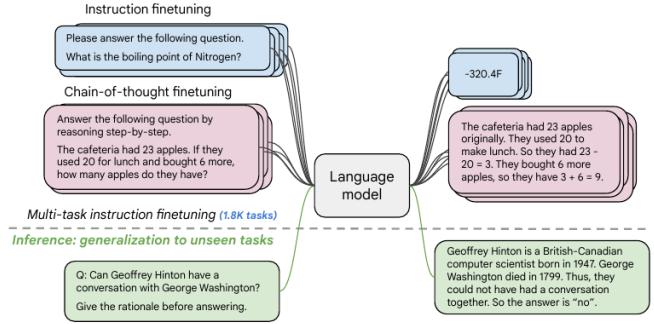 Instruction finetuning
Please answer the following question.
What is the boiling point of Nitrogen?
-320.4F
Chain-of-thought finetuning
Answer the following question by
reasoning step-by-step.
The cafeteria had 23 apples. If they
used 20 for lunch and bought 6 more,
how many apples do they have?
The cafeteria had 23 apples
originally. They used 20 to
make lunch. So they had 23 -
20 = 3. They bought 6 more
apples, so they have 3 + 6 = 9.
Language
model
Multi-task instruction finetuning (1.8K tasks)
Inference: generalization to unseen tasks
Q: Can Geoffrey Hinton have a
conversation with George Washington?
Give the rationale before answering.
Geoffrey Hinton is a British-Canadian
computer scientist born in 1947. George
Washington died in 1799. Thus, they
could not have had a conversation
together. So the answer is “no”.